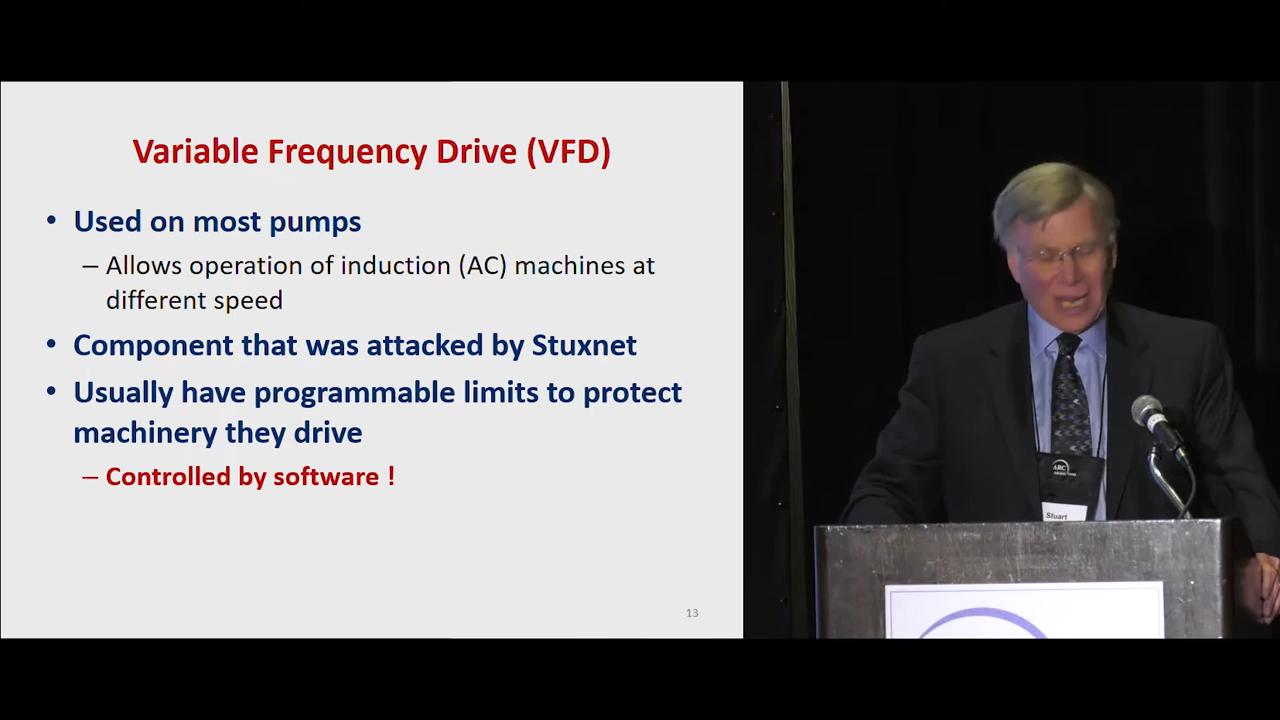 Variable Frequency Drive (VFD)
• Used on most pumps
– Allows operation of induction (AC) machines at
different speed
• Component that was attacked by Stuxnet
• Usually have programmable limits to protect
machinery they drive
– Controlled by software !
13
ARC
Stuart